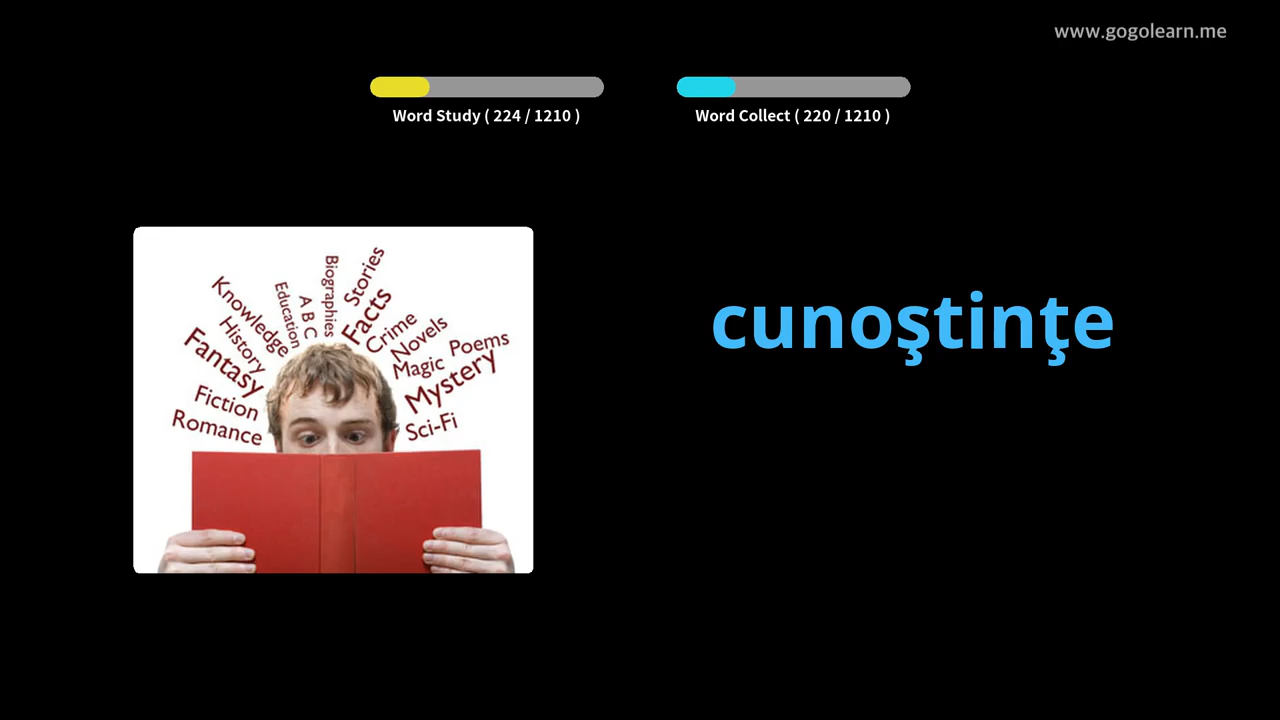 www.gogolearn.me
Word Study ( 224 / 1210 )
Word Collect ( 220 / 1210 )
cunoştinţe
Stories
Biographies
Facts
A B C
Education
Knowledge
Crime
Novels
History
Poems
Fantasy
Magic
Mystery
Fiction
Sci-Fi
Romance